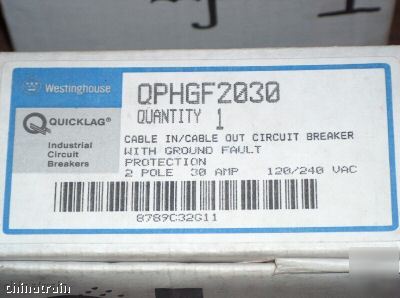 Westinghouse
QUICKLAG®
Industrial
Circuit
Breakers
QPHGF2030
QUANTITY 1
CABLE IN/CABLE OUT CIRCUIT BREAKER
WITH GROUND FAULT
PROTECTION
2 POLE 30 AMP 120/240 VAC
8789C32G11
chinatrain